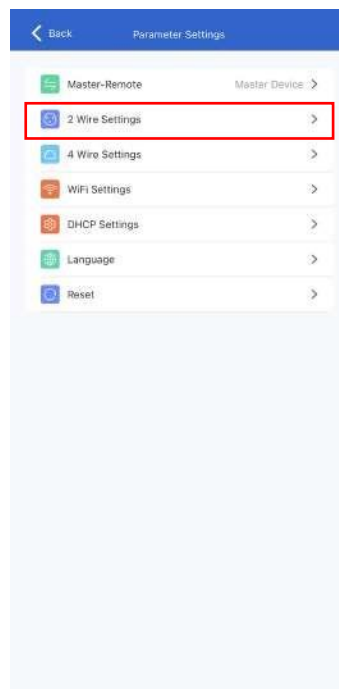 Back Parameter Settings
Master-Remote Master Device
2 Wire Settings
4 Wire Settings
WiFi Settings
DHCP Settings
Language
Reset